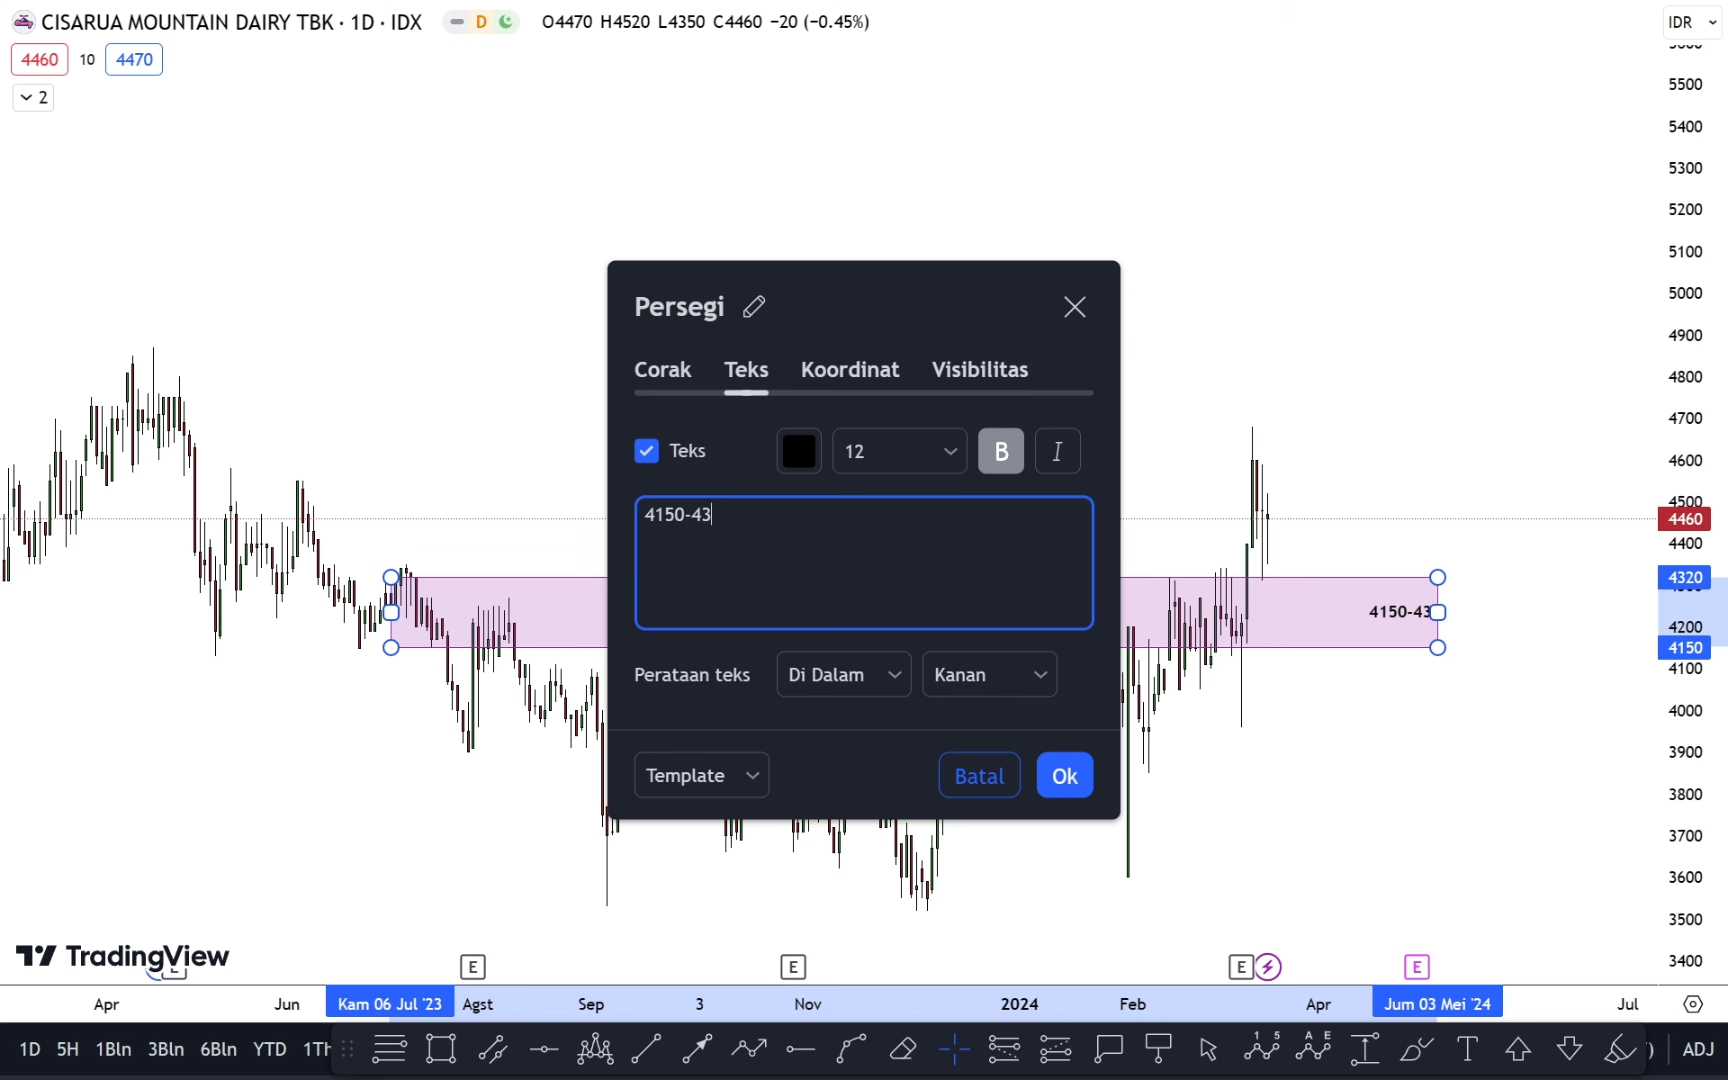 CISARUA MOUNTAIN DAIRY TBK · 1D · IDX
D
O4470 H4520 L4350 C4460 −20 (−0.45%)
IDR
4460 10 4470
2
5500
5400
5300
5200
5100
5000
4900
4800
4700
4600
4500
4460
4400
4320
4200
4150
4100
4000
3900
3800
3700
3600
3500
3400
Persegi
Corak Teks Koordinat Visibilitas
Teks 12 B I
4150-43
Perataan teks Di Dalam Kanan
Template Batal Ok
4150-43
TradingView
E E E E E
Apr Jun Kam 06 Jul '23 Agst Sep 3 Nov 2024 Feb Apr Jum 03 Mei '24 Jul
1D 5H 1Bln 3Bln 6Bln YTD 1Th
1 5
A E
T
ADJ